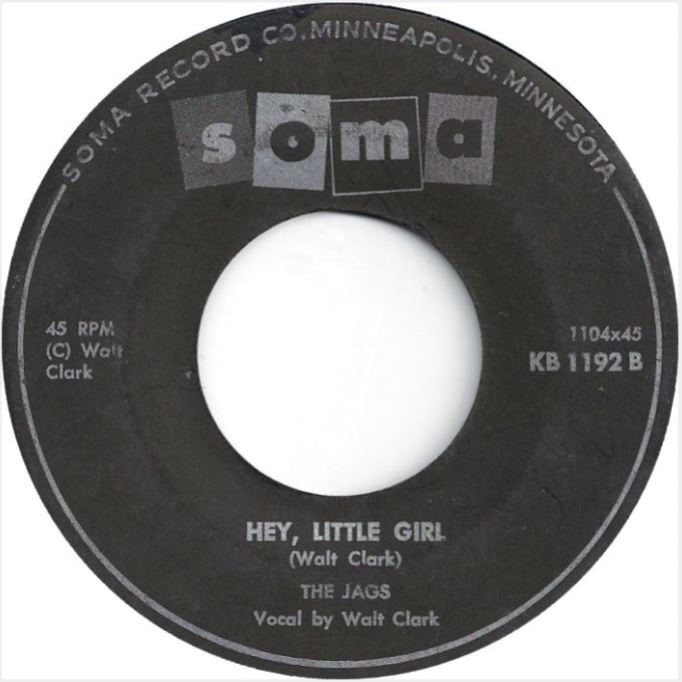 SOMA RECORD CO. MINNEAPOLIS, MINNESOTA
soma
45 RPM
(C) Walt
Clark
1104x45
KB 1192 B
HEY, LITTLE GIRL
(Walt Clark)
THE JAGS
Vocal by Walt Clark